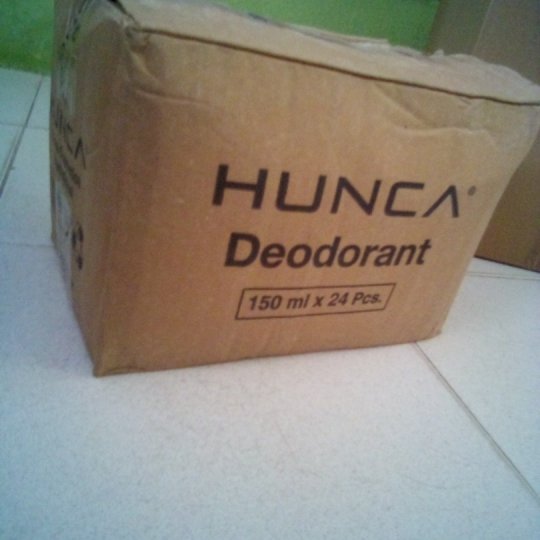 HUNCA®
Deodorant
150 ml x 24 Pcs.